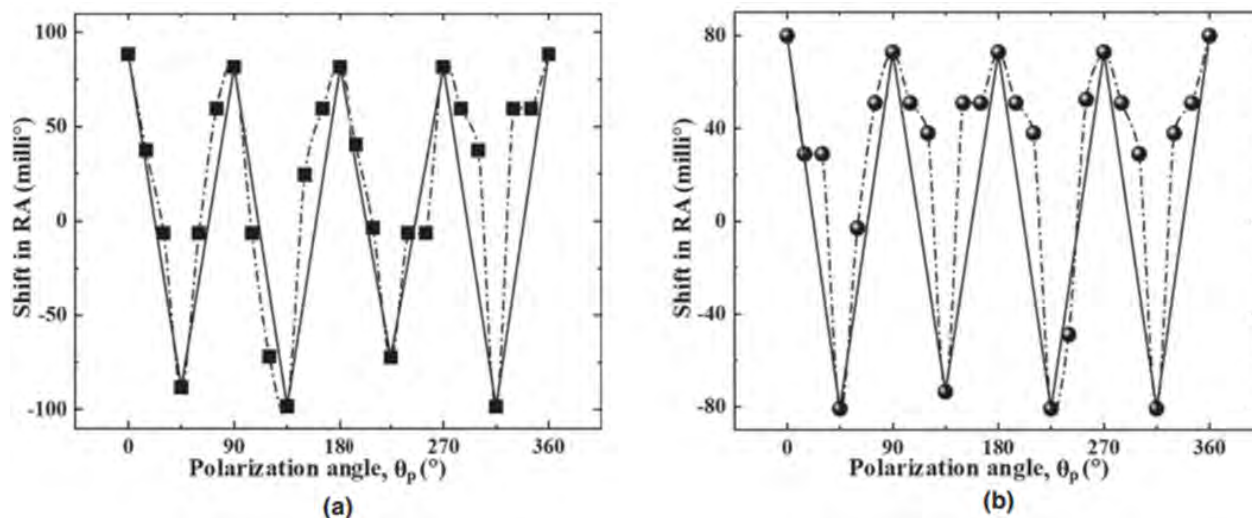 100
50
0
-50
-100
Shift in RA (milli°)
0 90 180 270 360
Polarization angle, θp (°)
(a)
80
40
0
-40
-80
Shift in RA (milli°)
0 90 180 270 360
Polarization angle, θp (°)
(b)